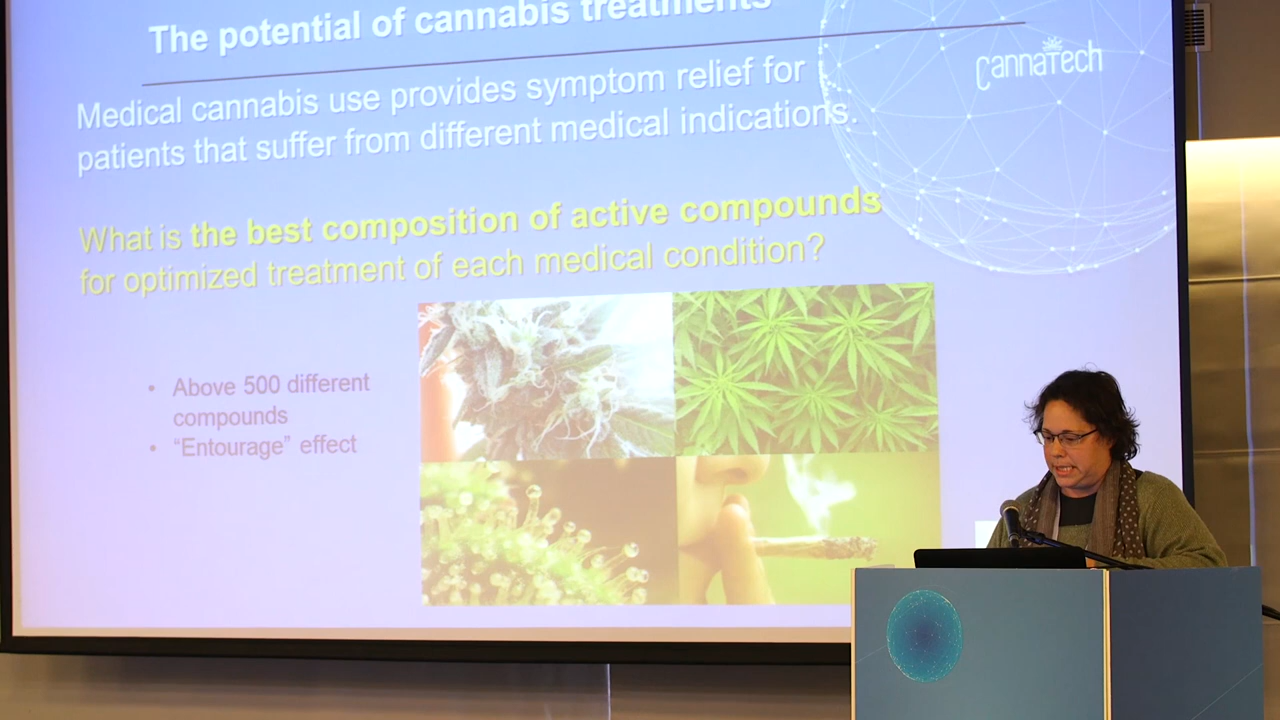 The potential of cannabis treatments
CannaTech
Medical cannabis use provides symptom relief for
patients that suffer from different medical indications.
What is the best composition of active compounds
for optimized treatment of each medical condition?
• Above 500 different
compounds
• “Entourage” effect